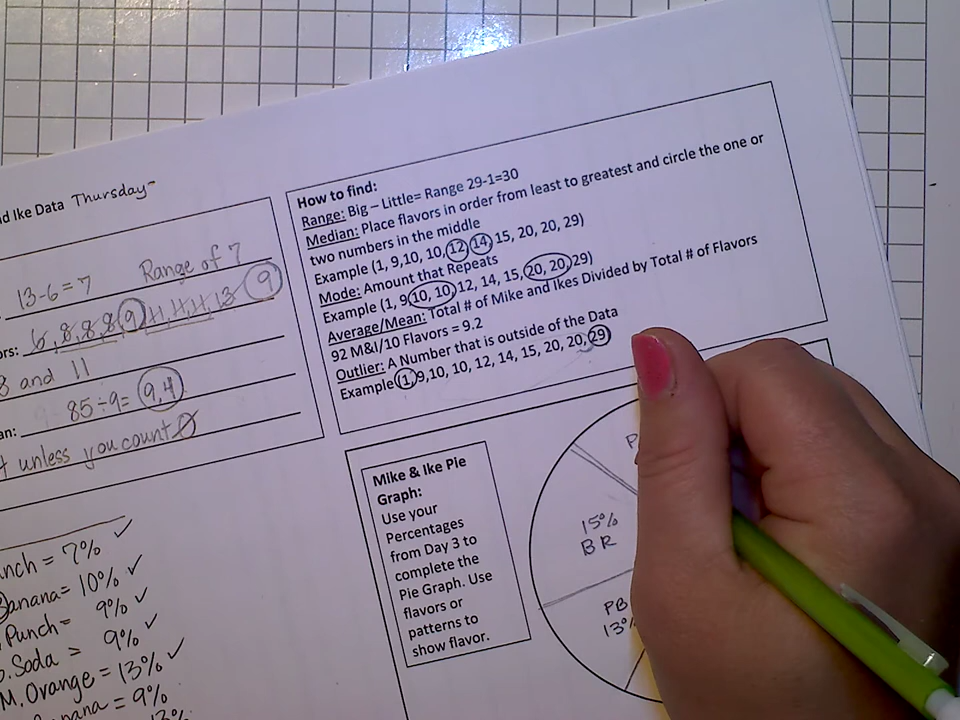 nd Ike Data Thursday-
13-6=7 Range of 7
ors: 6, 8, 8, 8, 9, 11, 11, 11, 13 9
8 and 11
85÷9= 9.4
an:
unless you count 0
How to find:
Range: Big – Little= Range 29-1=30
Median: Place flavors in order from least to greatest and circle the one or
two numbers in the middle
Example (1, 9,10, 10, 12, 14, 15, 20, 20, 29)
Mode: Amount that Repeats
Example (1, 9, 10, 10, 12, 14, 15, 20, 20, 29)
Average/Mean: Total # of Mike and Ikes Divided by Total # of Flavors
92 M&I/10 Flavors = 9.2
Outlier: A Number that is outside of the Data
Example (1, 9,10, 10, 12, 14, 15, 20, 20, 29)
nch = 7% ✓
Banana= 10% ✓
Punch= 9% ✓
Soda = 9% ✓
M.Orange = 13% ✓
nana = 9%
13%
Mike & Ike Pie
Graph:
Use your
Percentages
from Day 3 to
complete the
Pie Graph. Use
flavors or
patterns to
show flavor.
P
15%
BR
PB
13%